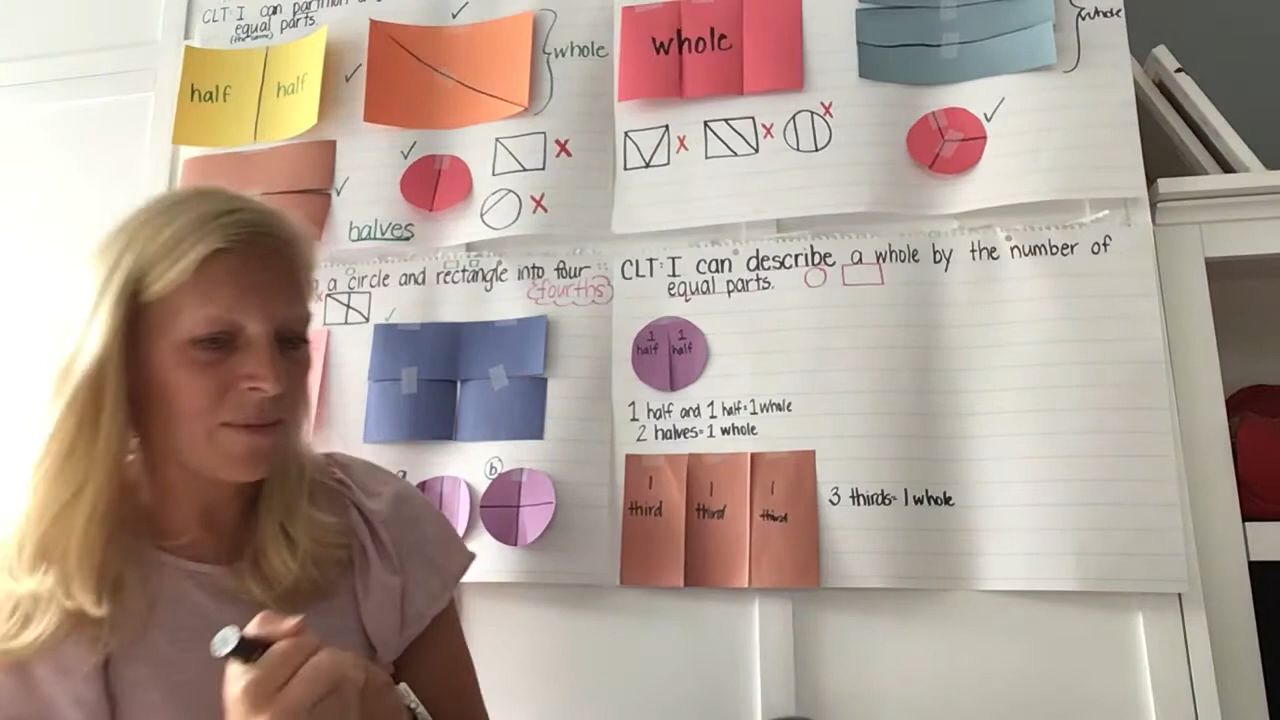 CLT: I can partition a
equal parts.
(the same)
half
half
whole
halves
whole
whole
a circle and rectangle into four
fourths
b
CLT: I can describe a whole by the number of
equal parts.
1
half
1
half
1 half and 1 half=1 whole
2 halves=1 whole
1
third
1
third
1
third
3 thirds=1 whole